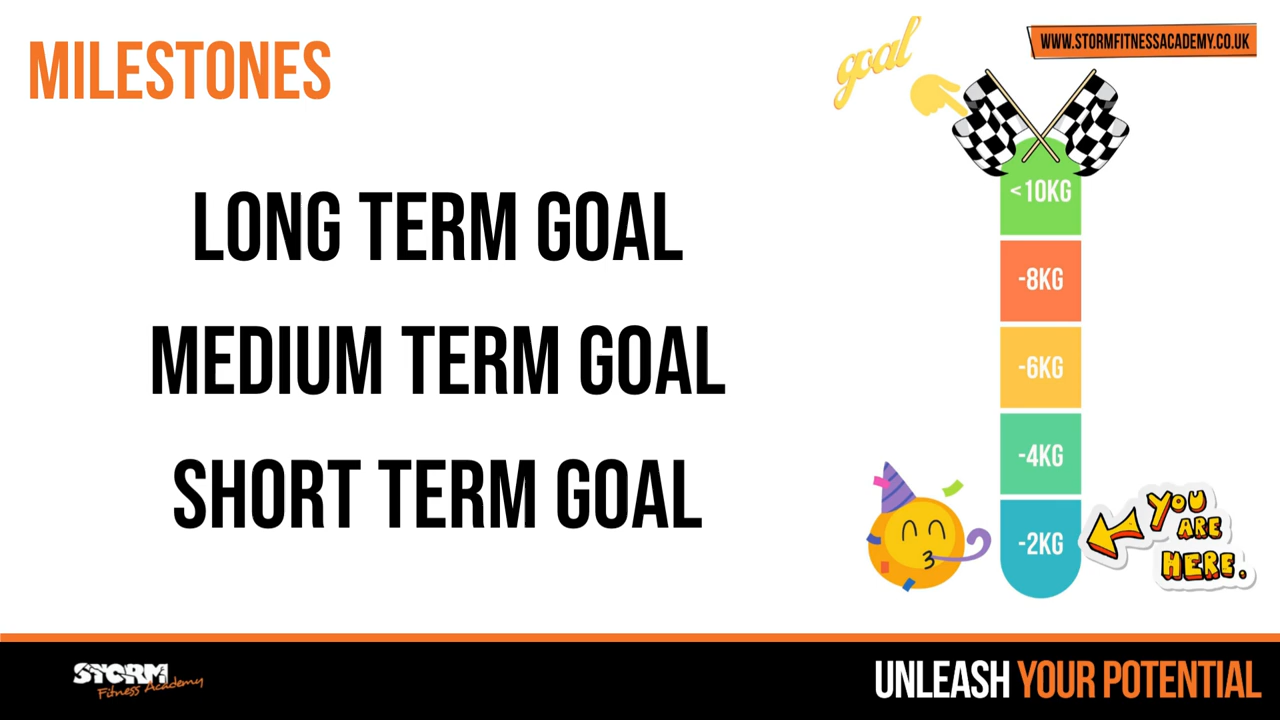 MILESTONES
goal
WWW.STORMFITNESSACADEMY.CO.UK
LONG TERM GOAL
MEDIUM TERM GOAL
SHORT TERM GOAL
<10KG
-8KG
-6KG
-4KG
-2KG
YOU
ARE
HERE.
STORM
Fitness Academy
UNLEASH YOUR POTENTIAL